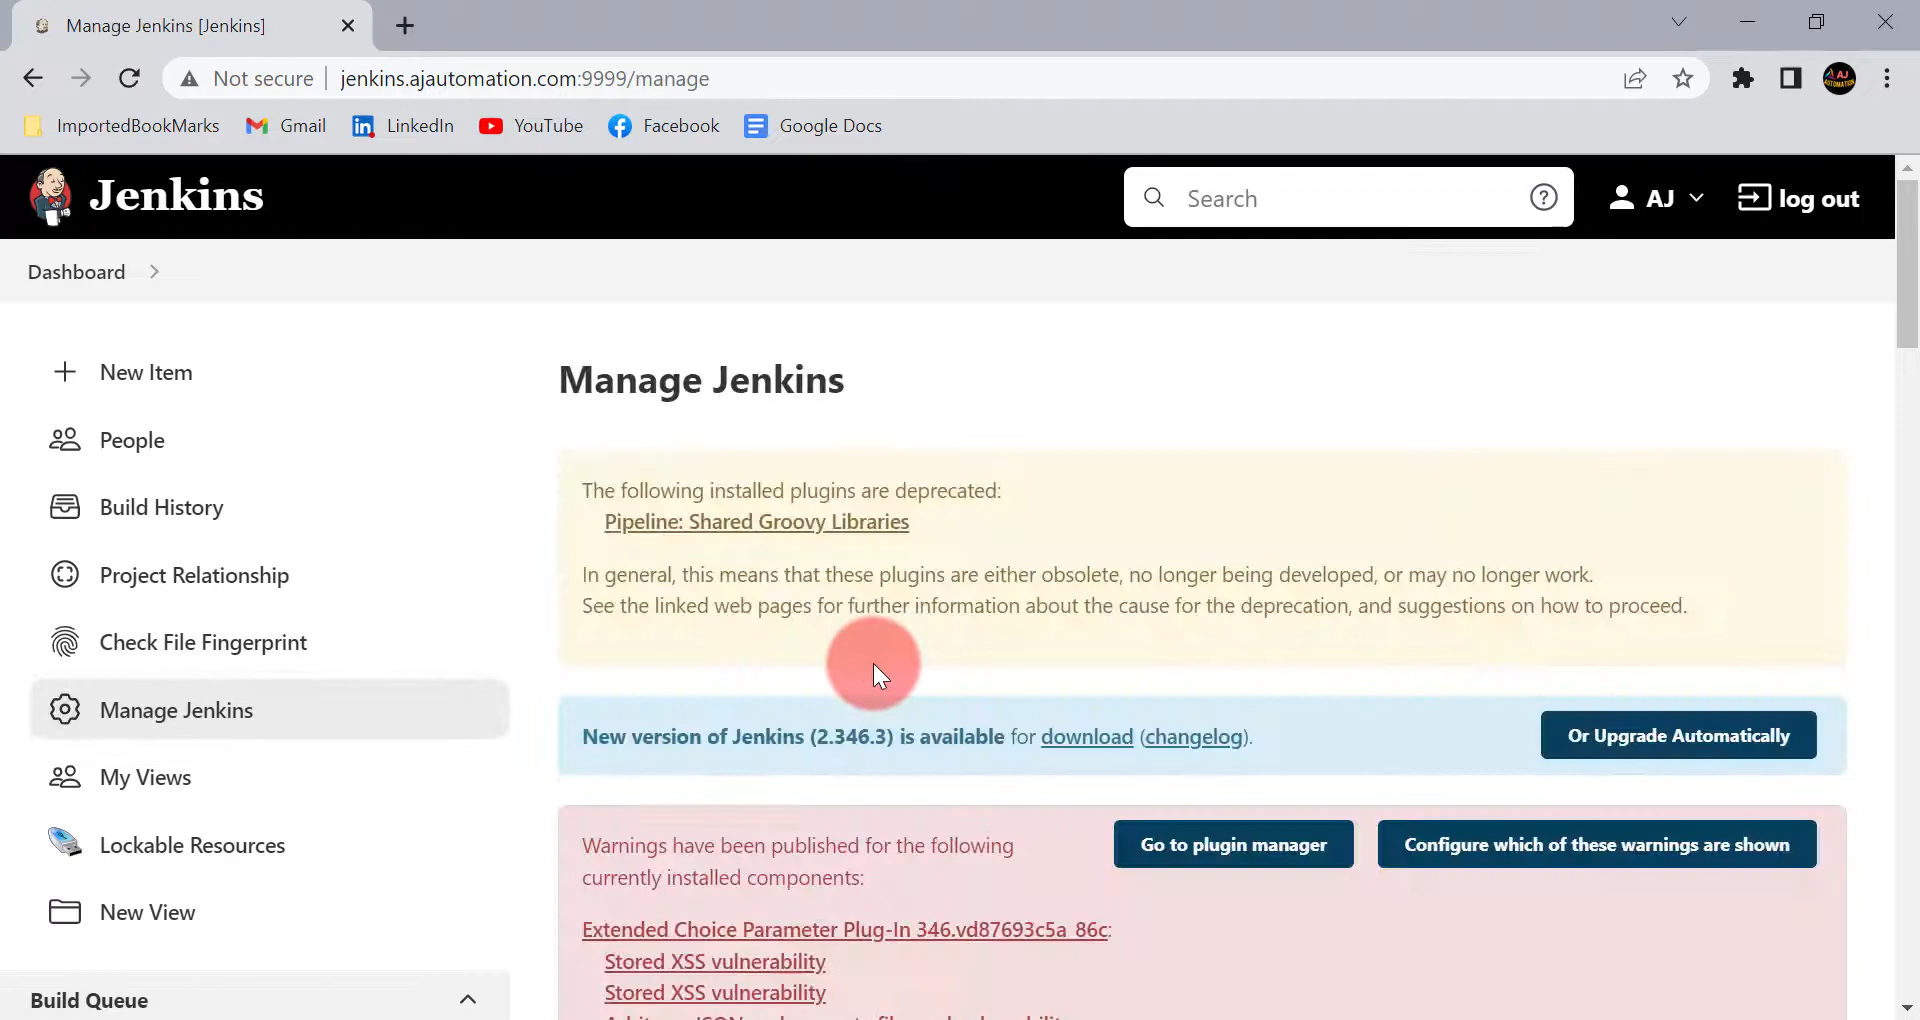 Manage Jenkins [Jenkins]
Not secure jenkins.ajautomation.com:9999/manage
ImportedBookMarks Gmail LinkedIn YouTube Facebook Google Docs
Jenkins Search AJ log out
Dashboard
New Item
People
Build History
Project Relationship
Check File Fingerprint
Manage Jenkins
My Views
Lockable Resources
New View
Build Queue
Manage Jenkins
The following installed plugins are deprecated:
Pipeline: Shared Groovy Libraries
In general, this means that these plugins are either obsolete, no longer being developed, or may no longer work.
See the linked web pages for further information about the cause for the deprecation, and suggestions on how to proceed.
New version of Jenkins (2.346.3) is available for download (changelog).
Or Upgrade Automatically
Warnings have been published for the following
currently installed components:
Go to plugin manager
Configure which of these warnings are shown
Extended Choice Parameter Plug-In 346.vd87693c5a_86c:
Stored XSS vulnerability
Stored XSS vulnerability